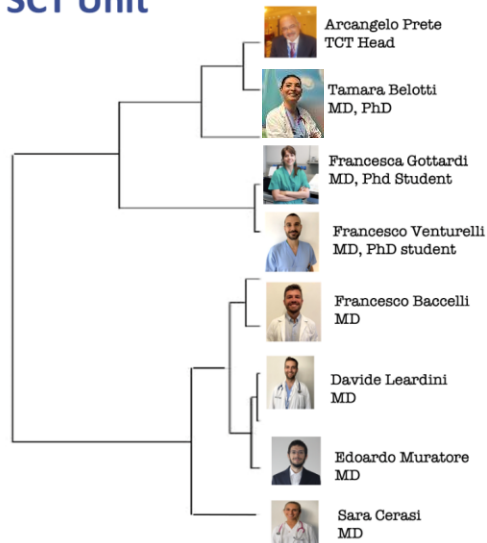 SCT Unit
Arcangelo Prete
TCT Head
Tamara Belotti
MD, PhD
Francesca Gottardi
MD, Phd Student
Francesco Venturelli
MD, PhD student
Francesco Baccelli
MD
Davide Leardini
MD
Edoardo Muratore
MD
Sara Cerasi
MD